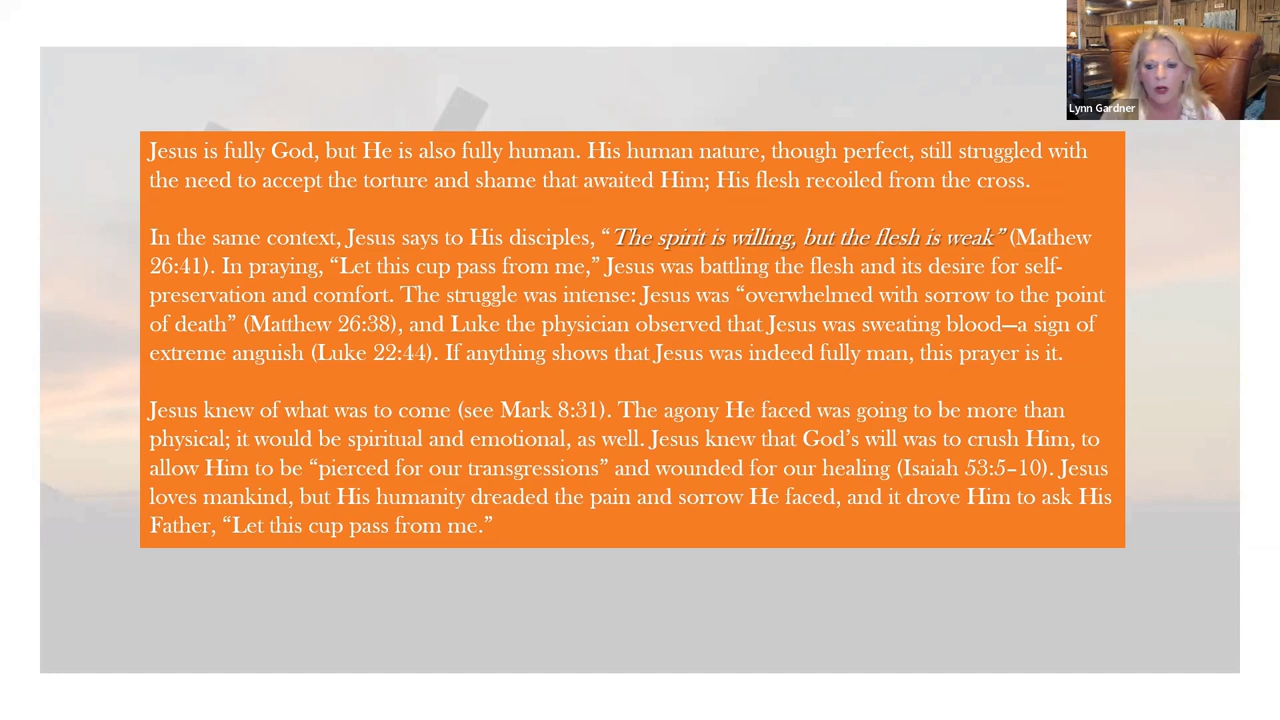 Lynn Gardner
Jesus is fully God, but He is also fully human. His human nature, though perfect, still struggled with
the need to accept the torture and shame that awaited Him; His flesh recoiled from the cross.
In the same context, Jesus says to His disciples, “The spirit is willing, but the flesh is weak” (Mathew
26:41). In praying, “Let this cup pass from me,” Jesus was battling the flesh and its desire for self-
preservation and comfort. The struggle was intense: Jesus was “overwhelmed with sorrow to the point
of death” (Matthew 26:38), and Luke the physician observed that Jesus was sweating blood—a sign of
extreme anguish (Luke 22:44). If anything shows that Jesus was indeed fully man, this prayer is it.
Jesus knew of what was to come (see Mark 8:31). The agony He faced was going to be more than
physical; it would be spiritual and emotional, as well. Jesus knew that God’s will was to crush Him, to
allow Him to be “pierced for our transgressions” and wounded for our healing (Isaiah 53:5–10). Jesus
loves mankind, but His humanity dreaded the pain and sorrow He faced, and it drove Him to ask His
Father, “Let this cup pass from me.”